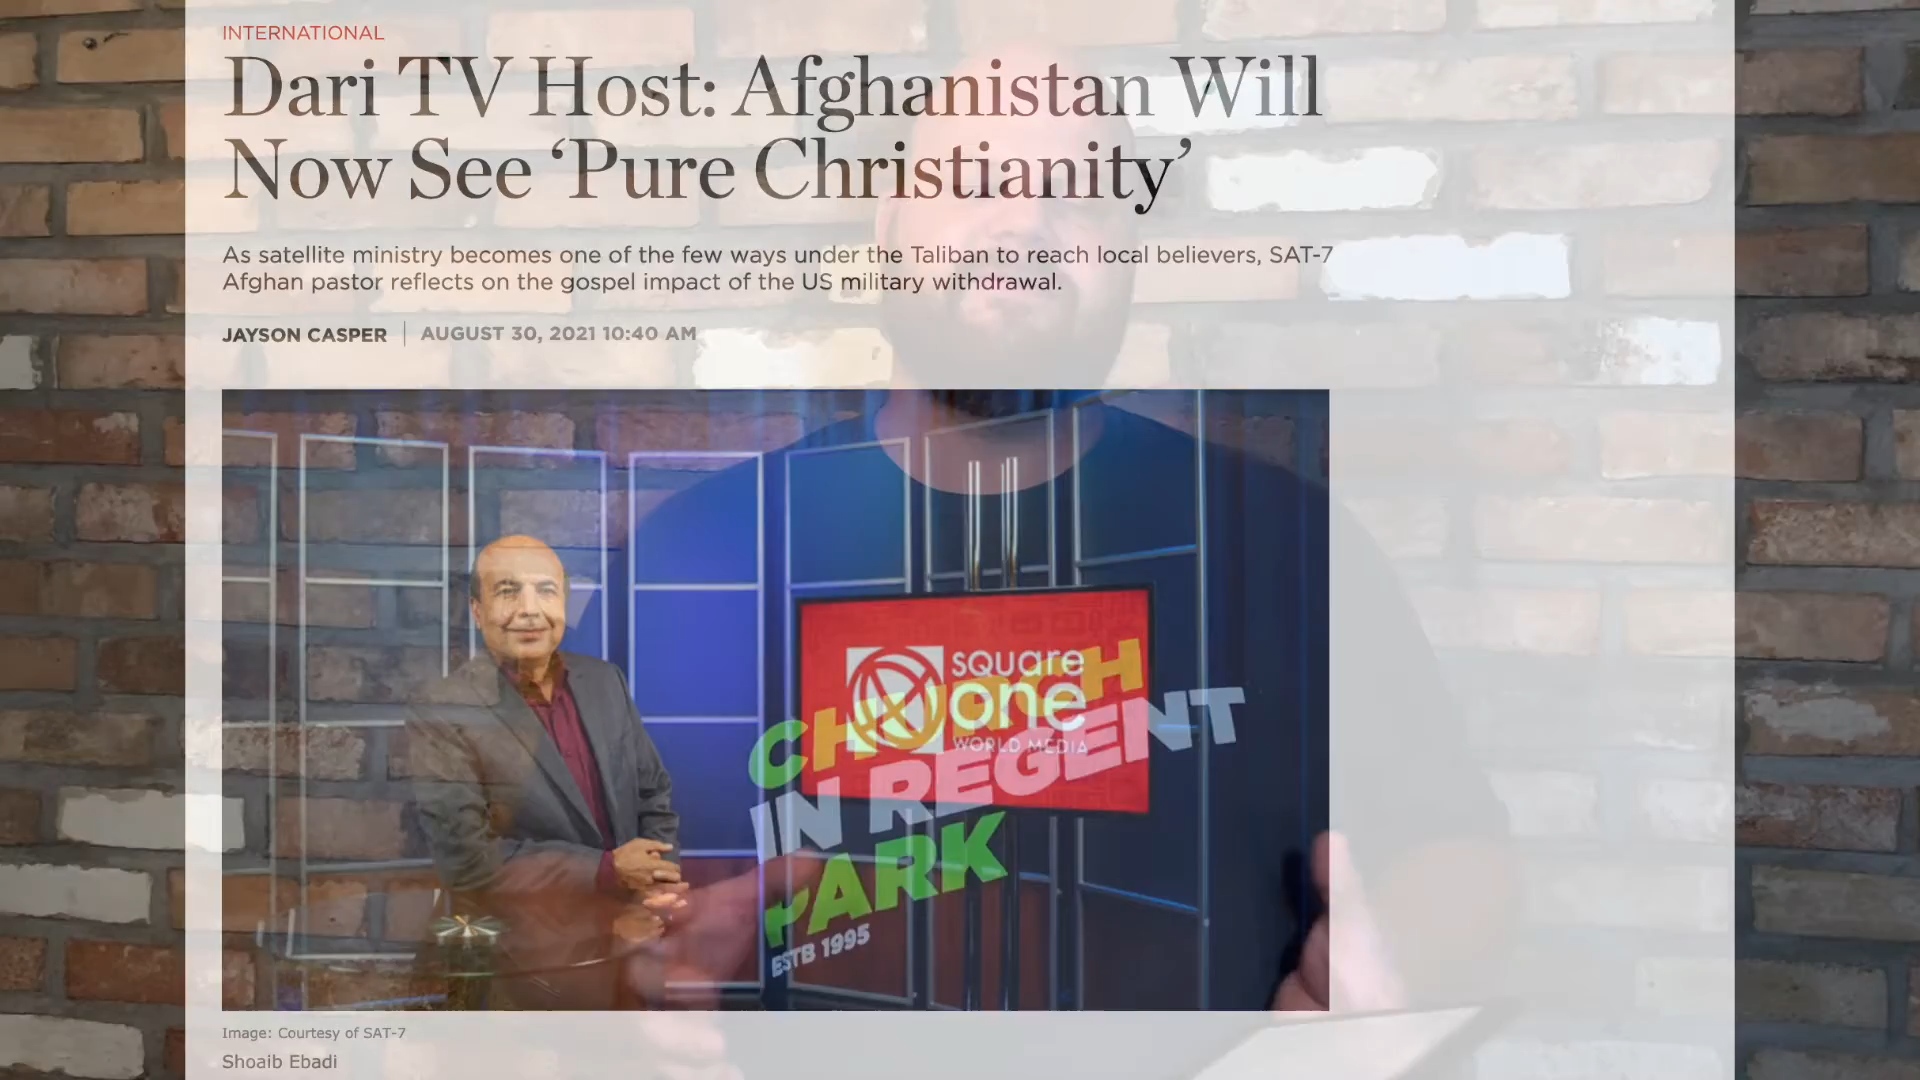 INTERNATIONAL
Dari TV Host: Afghanistan Will
Now See ‘Pure Christianity’
As satellite ministry becomes one of the few ways under the Taliban to reach local believers, SAT-7
Afghan pastor reflects on the gospel impact of the US military withdrawal.
JAYSON CASPER | AUGUST 30, 2021 10:40 AM
square
one
WORLD MEDIA
CHURCH
IN REGENT
PARK
ESTB 1995
Image: Courtesy of SAT-7
Shoaib Ebadi